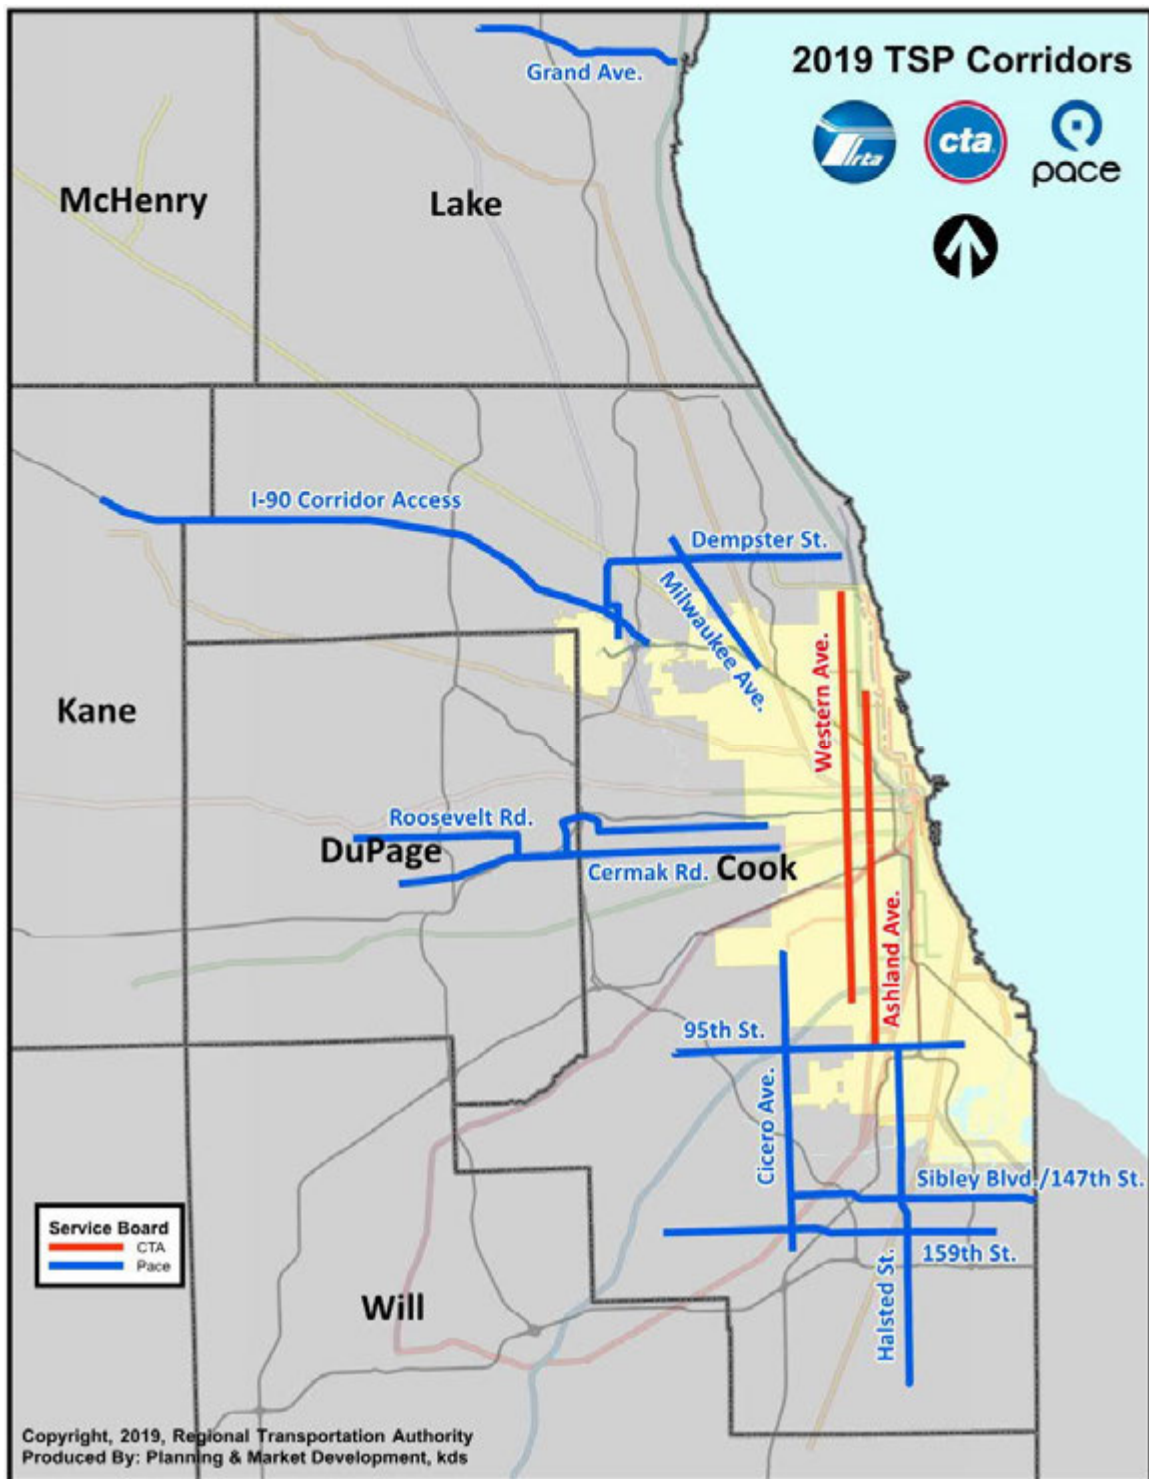 2019 TSP Corridors
rta
cta
pace
Grand Ave.
McHenry
Lake
I-90 Corridor Access
Dempster St.
Milwaukee Ave.
Western Ave.
Kane
Roosevelt Rd.
DuPage
Cermak Rd.
Cook
Ashland Ave.
95th St.
Cicero Ave.
Sibley Blvd./147th St.
159th St.
Halsted St.
Service Board
CTA
Pace
Will
Copyright, 2019, Regional Transportation Authority
Produced By: Planning & Market Development, kds